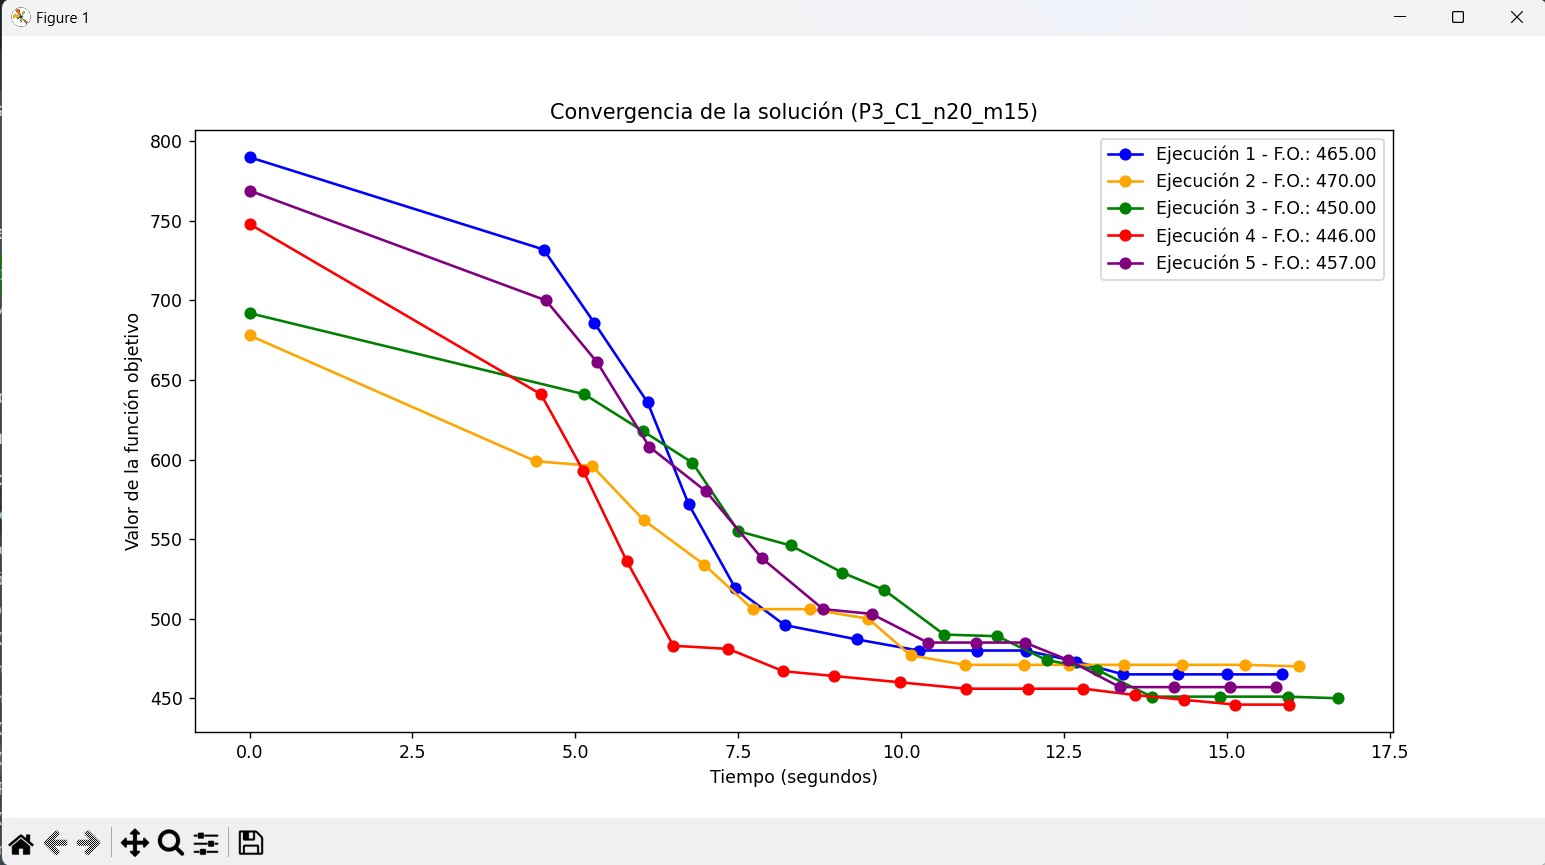 Figure 1
Convergencia de la solución (P3_C1_n20_m15)
Ejecución 1 - F.O.: 465.00
Ejecución 2 - F.O.: 470.00
Ejecución 3 - F.O.: 450.00
Ejecución 4 - F.O.: 446.00
Ejecución 5 - F.O.: 457.00
Valor de la función objetivo
800
750
700
650
600
550
500
450
0.0 2.5 5.0 7.5 10.0 12.5 15.0 17.5
Tiempo (segundos)